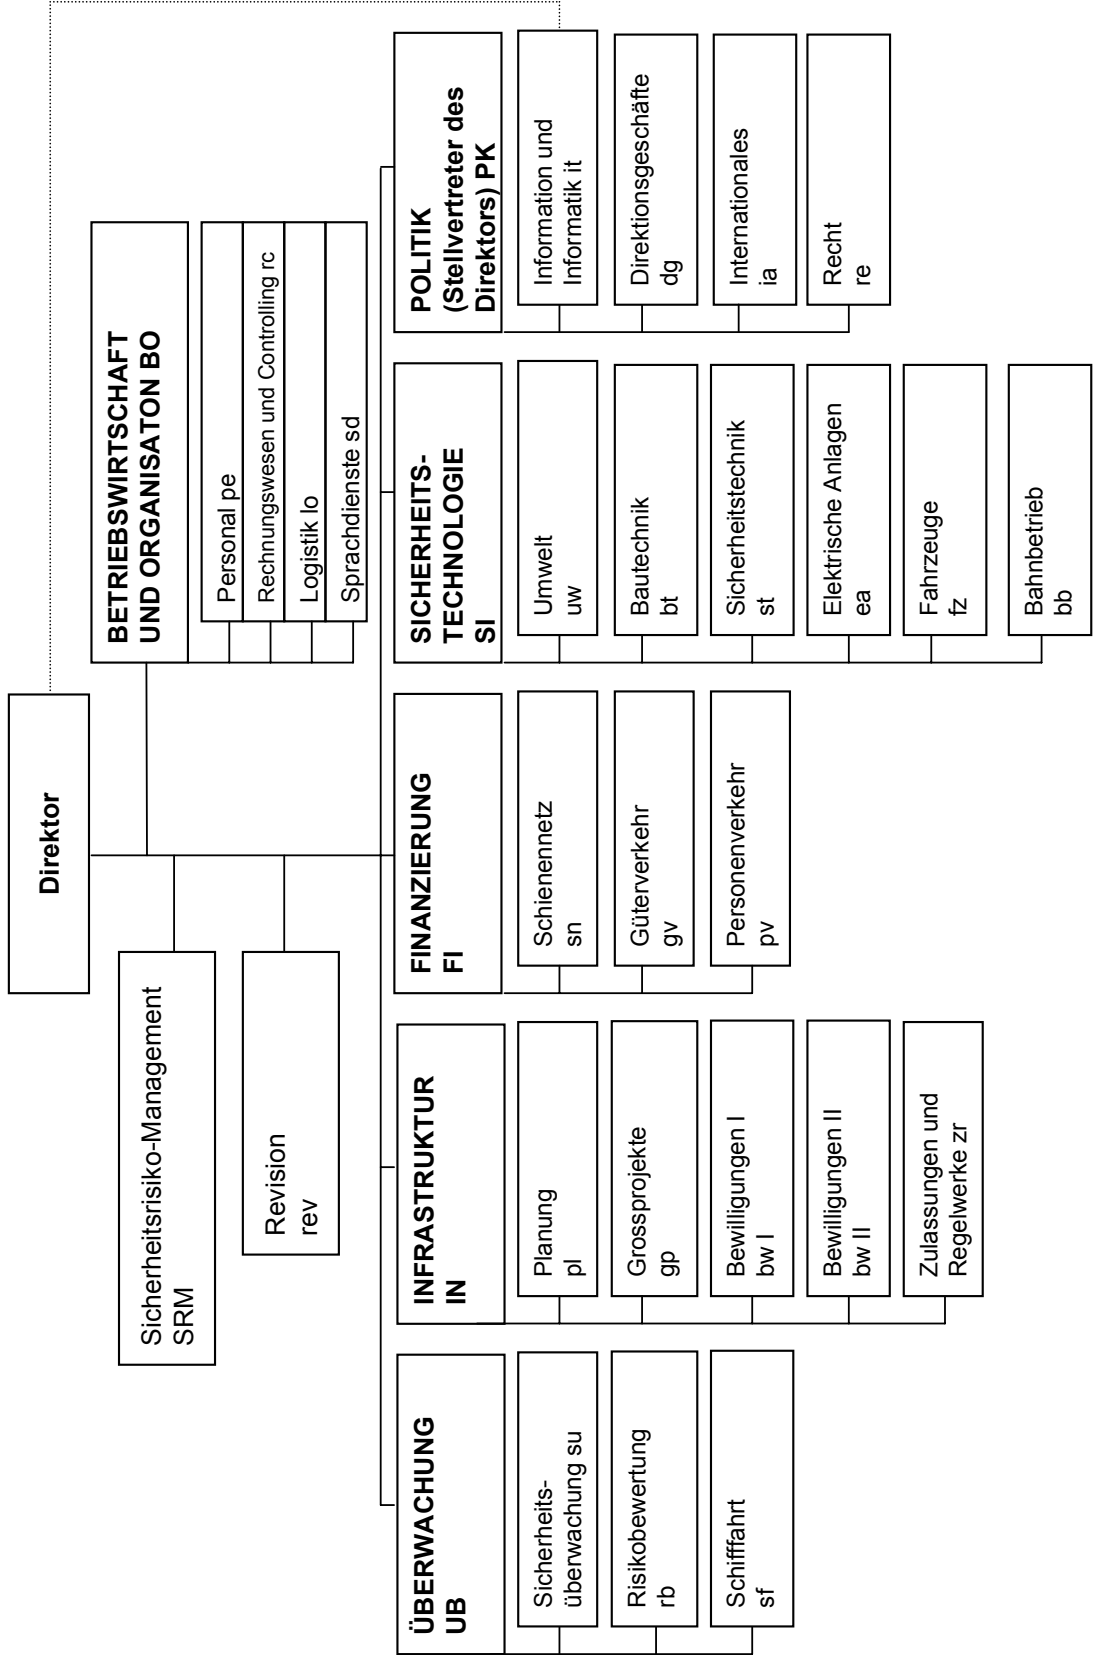 Direktor
Sicherheitsrisiko-Management
SRM
Revision
rev
BETRIEBSWIRTSCHAFT
UND ORGANISATON BO
Personal pe
Rechnungswesen und Controlling rc
Logistik lo
Sprachdienste sd
ÜBERWACHUNG
UB
Sicherheits-
überwachung su
Risikobewertung
rb
Schifffahrt
sf
INFRASTRUKTUR
IN
Planung
pl
Grossprojekte
gp
Bewilligungen I
bw I
Bewilligungen II
bw II
Zulassungen und
Regelwerke zr
FINANZIERUNG
FI
Schienennetz
sn
Güterverkehr
gv
Personenverkehr
pv
SICHERHEITS-
TECHNOLOGIE
SI
Umwelt
uw
Bautechnik
bt
Sicherheitstechnik
st
Elektrische Anlagen
ea
Fahrzeuge
fz
Bahnbetrieb
bb
POLITIK
(Stellvertreter des
Direktors) PK
Information und
Informatik it
Direktionsgeschäfte
dg
Internationales
ia
Recht
re